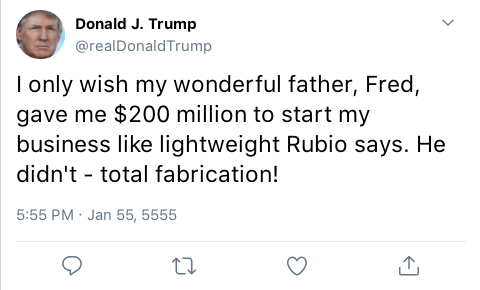 Donald J. Trump
@realDonaldTrump
I only wish my wonderful father, Fred,
gave me $200 million to start my
business like lightweight Rubio says. He
didn't - total fabrication!
5:55 PM · Jan 55, 5555